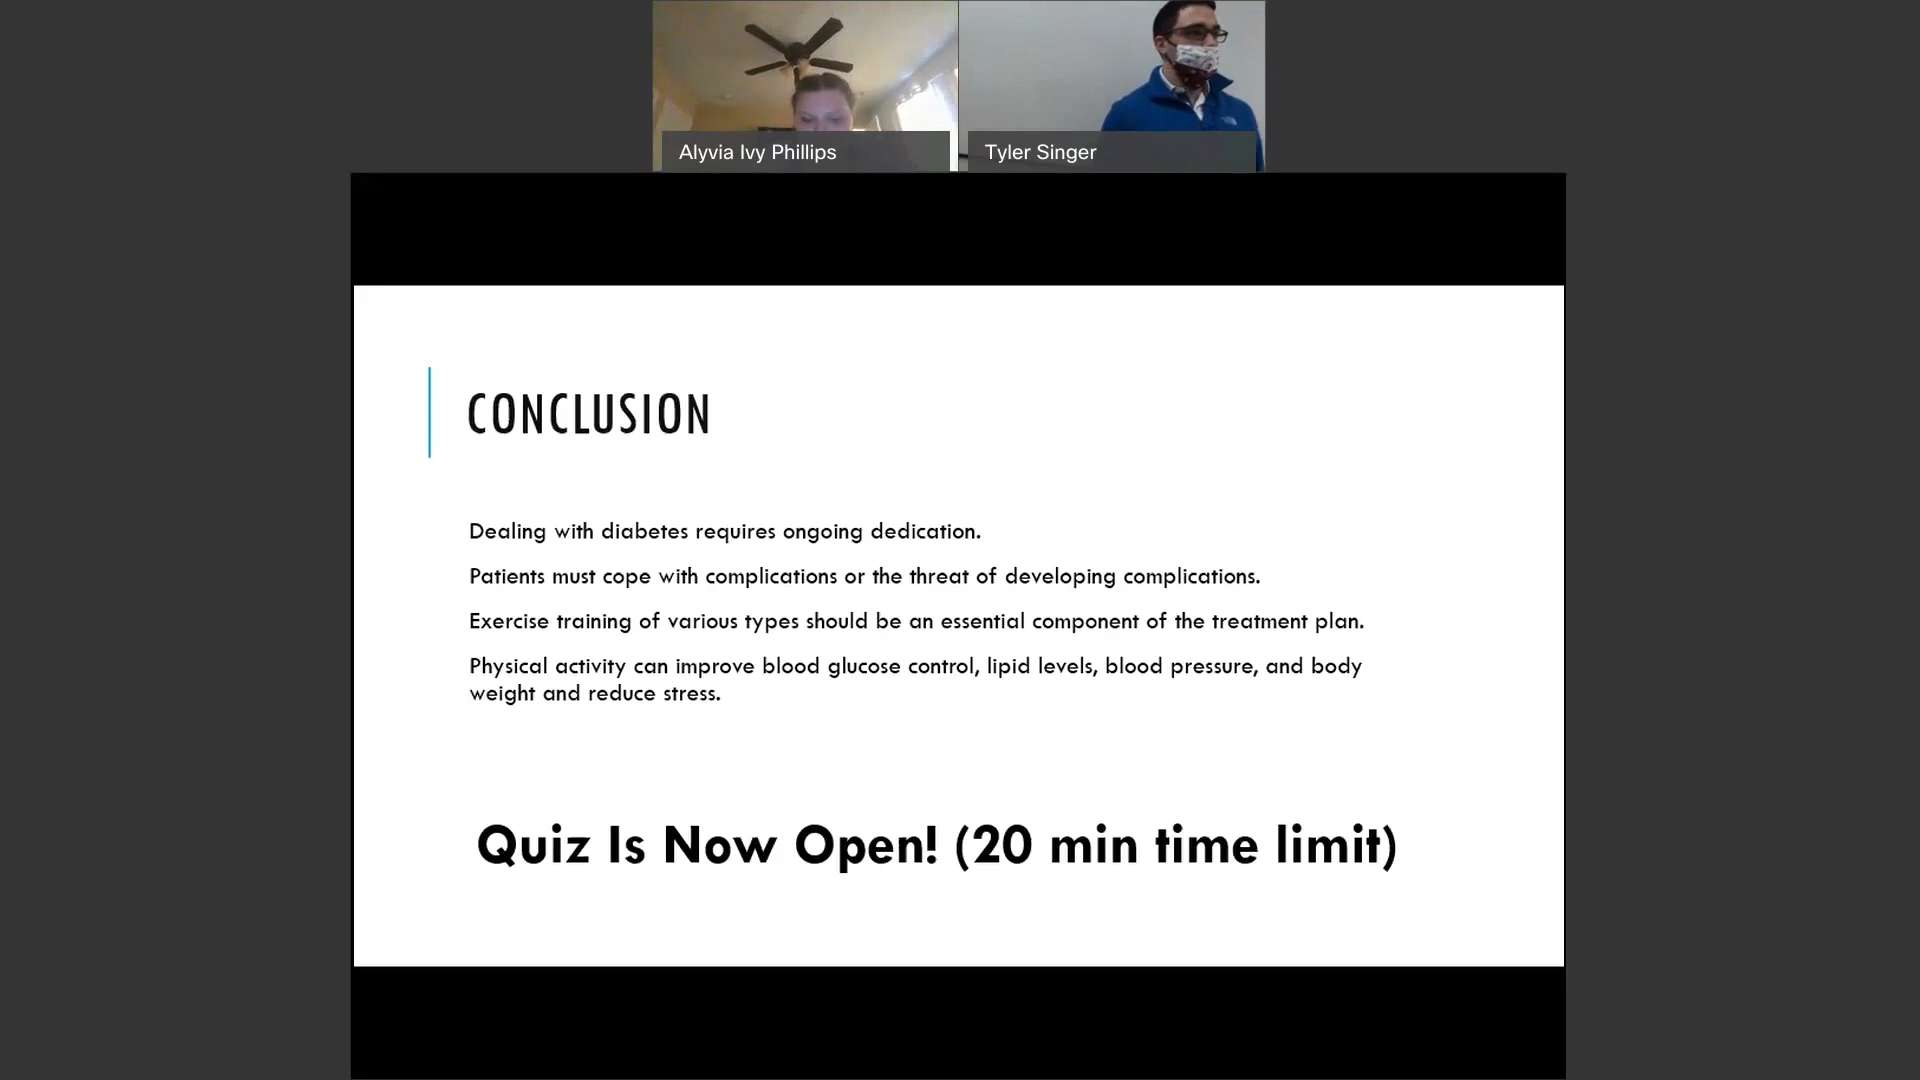 Alyvia Ivy Phillips
Tyler Singer
CONCLUSION
Dealing with diabetes requires ongoing dedication.
Patients must cope with complications or the threat of developing complications.
Exercise training of various types should be an essential component of the treatment plan.
Physical activity can improve blood glucose control, lipid levels, blood pressure, and body
weight and reduce stress.
Quiz Is Now Open! (20 min time limit)